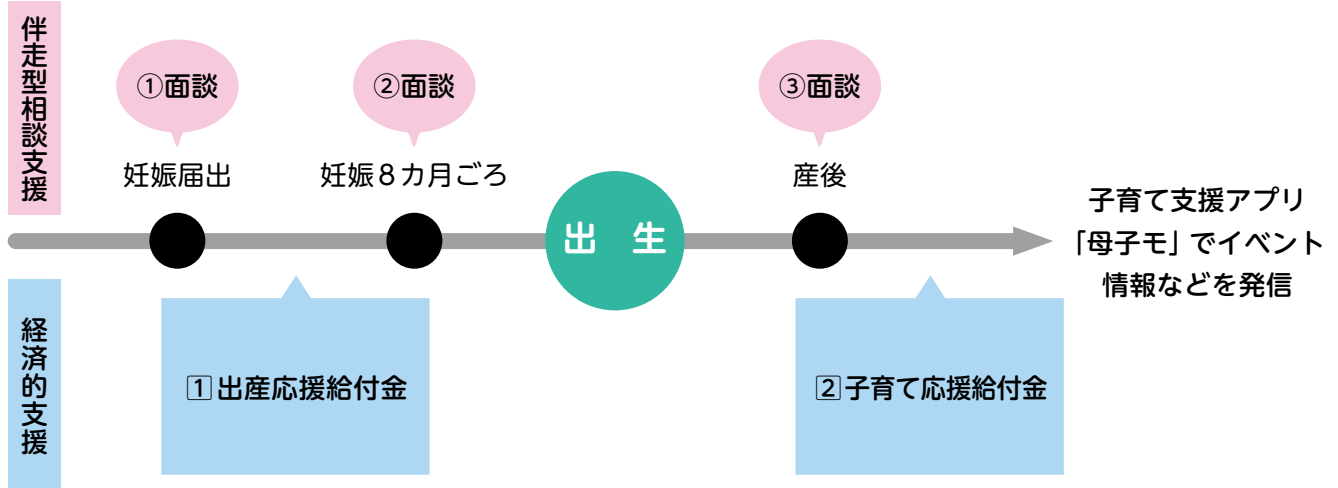 伴走型相談支援
①面談
②面談
③面談
妊娠届出
妊娠８カ月ごろ
産後
出　生
子育て支援アプリ
「母子モ」でイベント
情報などを発信
経済的支援
1出産応援給付金
2子育て応援給付金